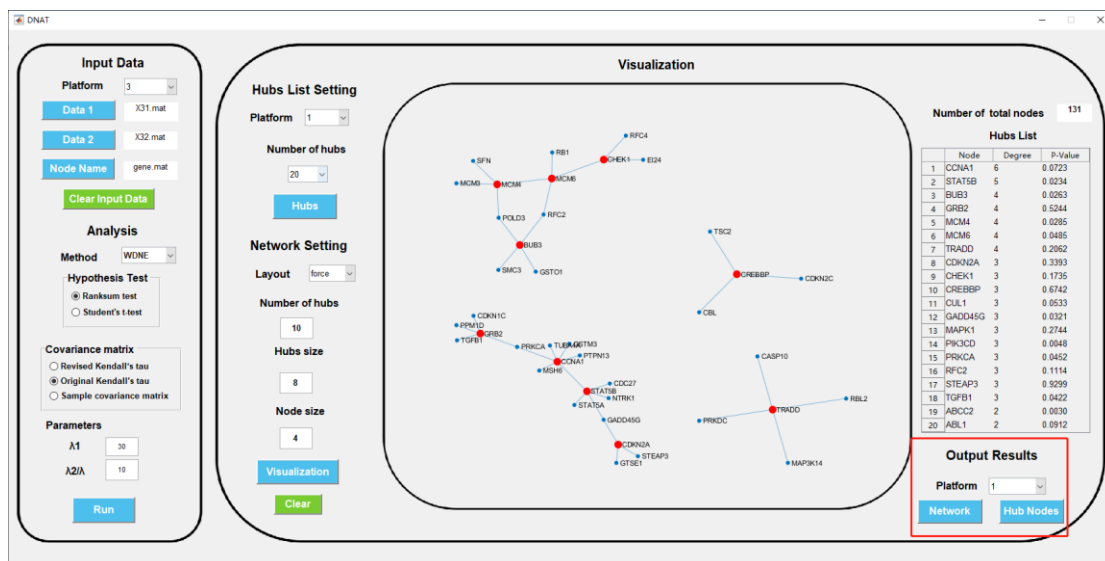 DNAT
Input Data
Platform 3
Data 1 X31.mat
Data 2 X32.mat
Node Name gene.mat
Clear Input Data
Analysis
Method WDNE
Hypothesis Test
Ranksum test
Student's t-test
Covariance matrix
Revised Kendall's tau
Original Kendall's tau
Sample covariance matrix
Parameters
λ1 30
λ2/λ 10
Run
Hubs List Setting
Platform 1
Number of hubs
20
Hubs
Network Setting
Layout force
Number of hubs
10
Hubs size
8
Node size
4
Visualization
Clear
Visualization
RFC4
RB1
CHEK1
EI24
SFN
MCM3
MCM4
MCM6
POLD3
RFC2
BUB3
SMC3
GSTO1
TSC2
CREBBP
CDKN2C
CBL
CDKN1C
PPM1D
GRB2
TGFB1
PRKCA
GSTM3
PTPN13
CCNA1
MSH6
CDC27
STAT5B
NTRK1
STAT5A
GADD45G
CDKN2A
STEAP3
GTSE1
CASP10
RBL2
TRADD
PRKDC
MAP3K14
Number of total nodes 131
Hubs List
Node Degree P-Value
1 CCNA1 6 0.0723
2 STAT5B 5 0.0234
3 BUB3 4 0.0263
4 GRB2 4 0.5244
5 MCM4 4 0.0285
6 MCM6 4 0.0485
7 TRADD 4 0.2062
8 CDKN2A 3 0.3393
9 CHEK1 3 0.1735
10 CREBBP 3 0.6742
11 CUL1 3 0.0533
12 GADD45G 3 0.0321
13 MAPK1 3 0.2744
14 PIK3CD 3 0.0048
15 PRKCA 3 0.0452
16 RFC2 3 0.1114
17 STEAP3 3 0.9299
18 TGFB1 3 0.0422
19 ABCC2 2 0.0030
20 ABL1 2 0.0912
Output Results
Platform 1
Network
Hub Nodes